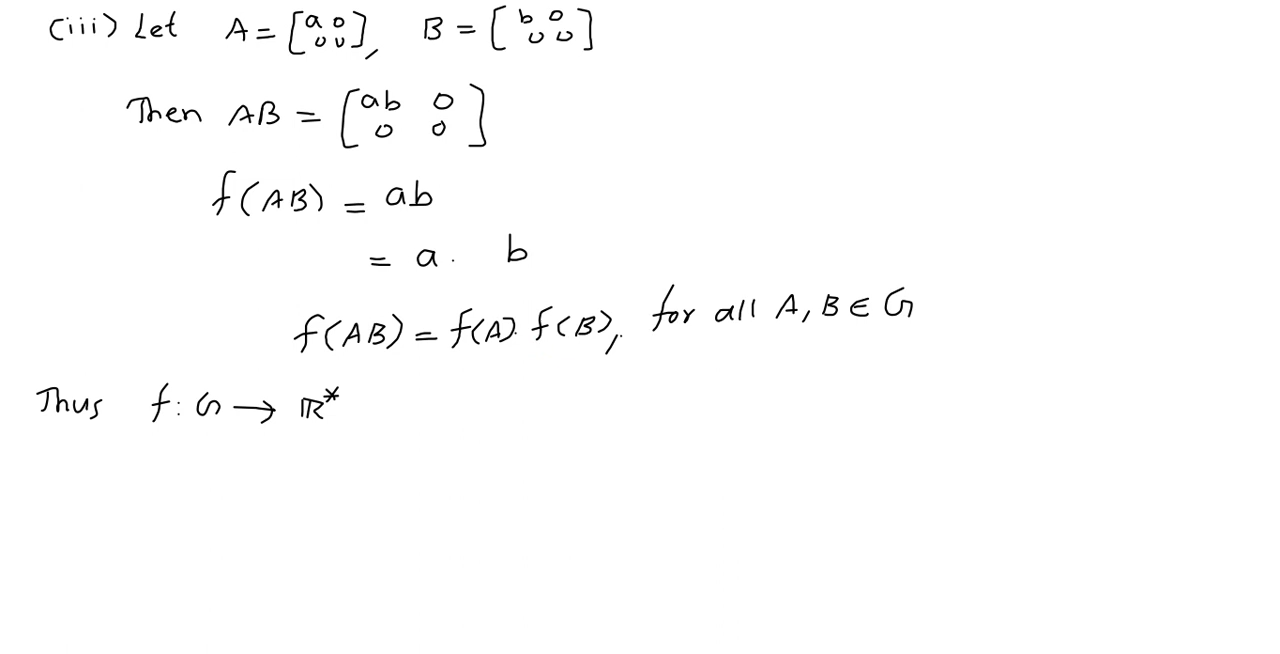 (iii) Let A = [a 0 0 0], B = [b 0 0 0]
Then AB = [ab 0 0 0]
f(AB) = ab
= a . b
f(AB) = f(A). f(B), for all A, B ∈ G
Thus f: G → ℝ*